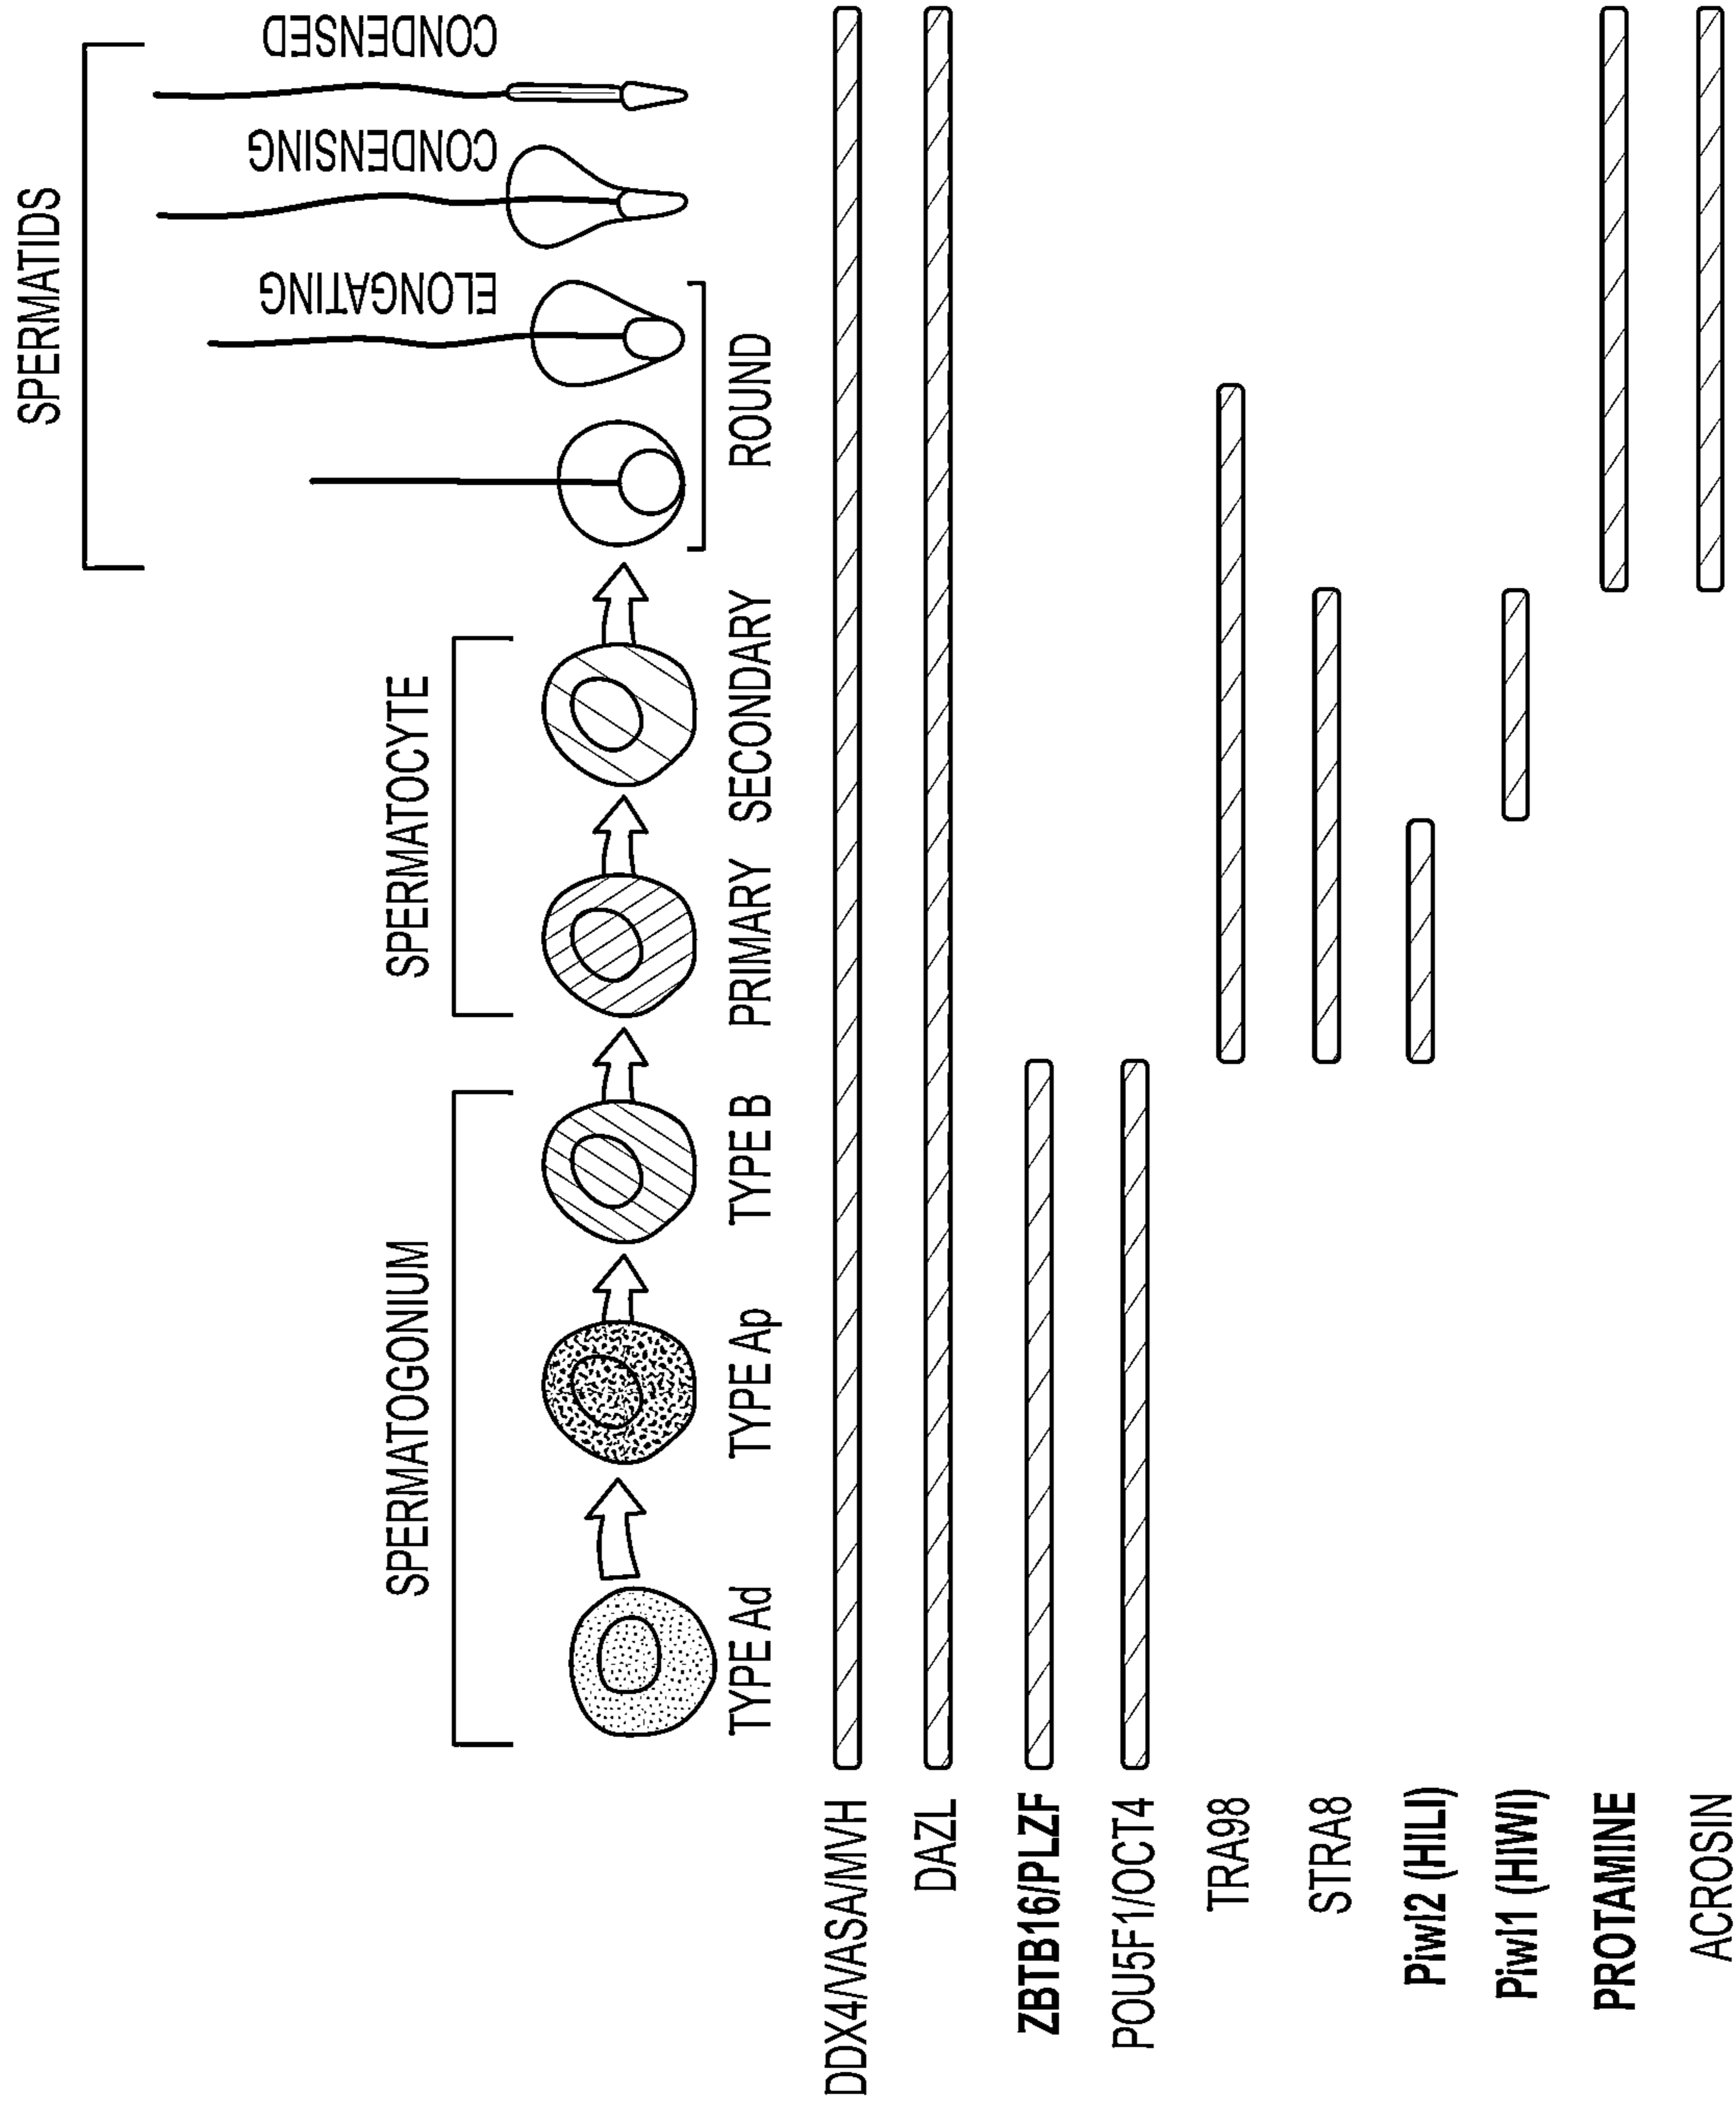 SPERMATIDS
SPERMATOGONIUM
SPERMATOCYTE
ELONGATING
CONDENSING
CONDENSED
TYPE Ad
TYPE Ap
TYPE B
PRIMARY
SECONDARY
ROUND
DDX4/VASA/MVH
DAZL
ZBTB16/PLZF
POU5F1/OCT4
TRA98
STRA8
Piwl2 (HILI)
Piwl1 (HIWI)
PROTAMINE
ACROSIN